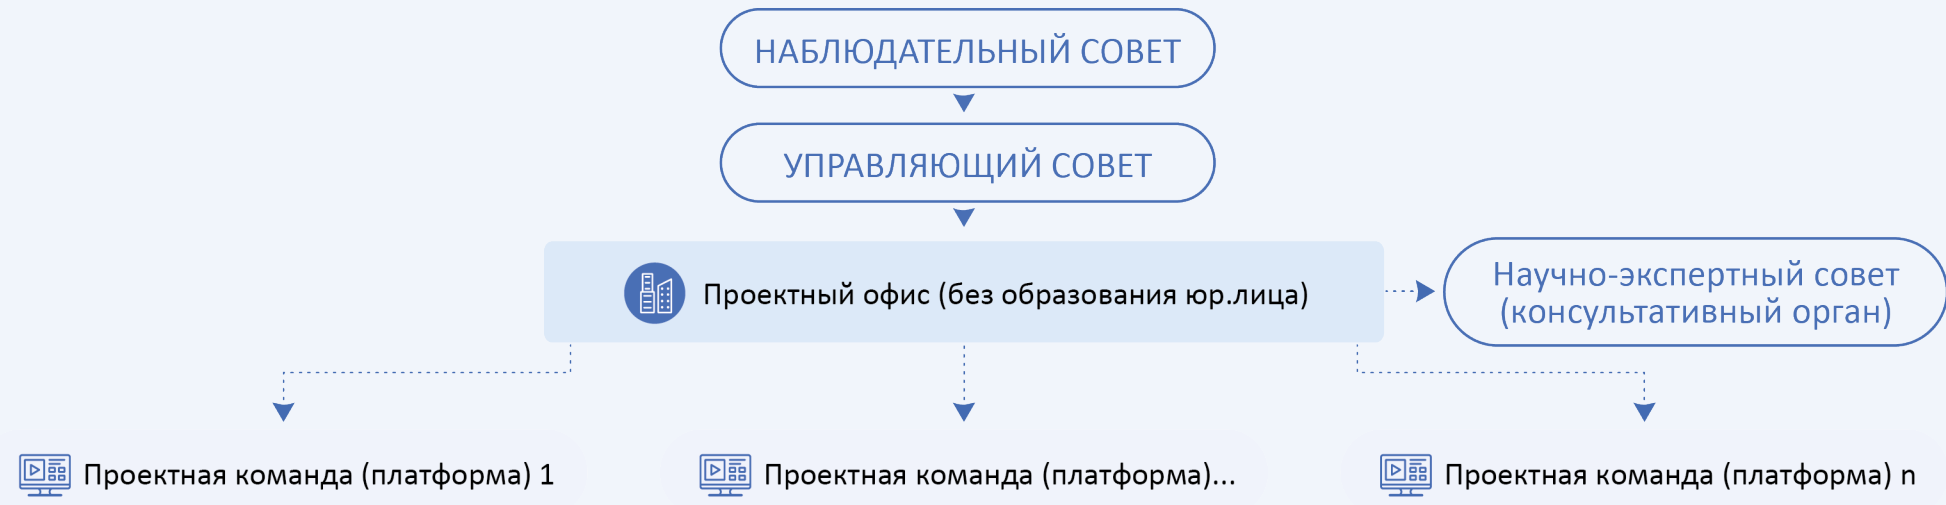 НАБЛЮДАТЕЛЬНЫЙ СОВЕТ
УПРАВЛЯЮЩИЙ СОВЕТ
Проектный офис (без образования юр.лица)
Научно-экспертный совет
(консультативный орган)
Проектная команда (платформа) 1
Проектная команда (платформа)...
Проектная команда (платформа) n